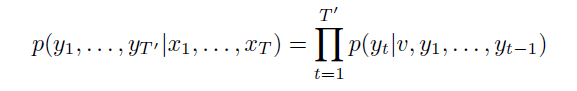 p(y_1, . . . , y_{T'}|x_1, . . . , x_T) = \prod_{t=1}^{T'} p(y_t|v, y_1, . . . , y_{t-1})